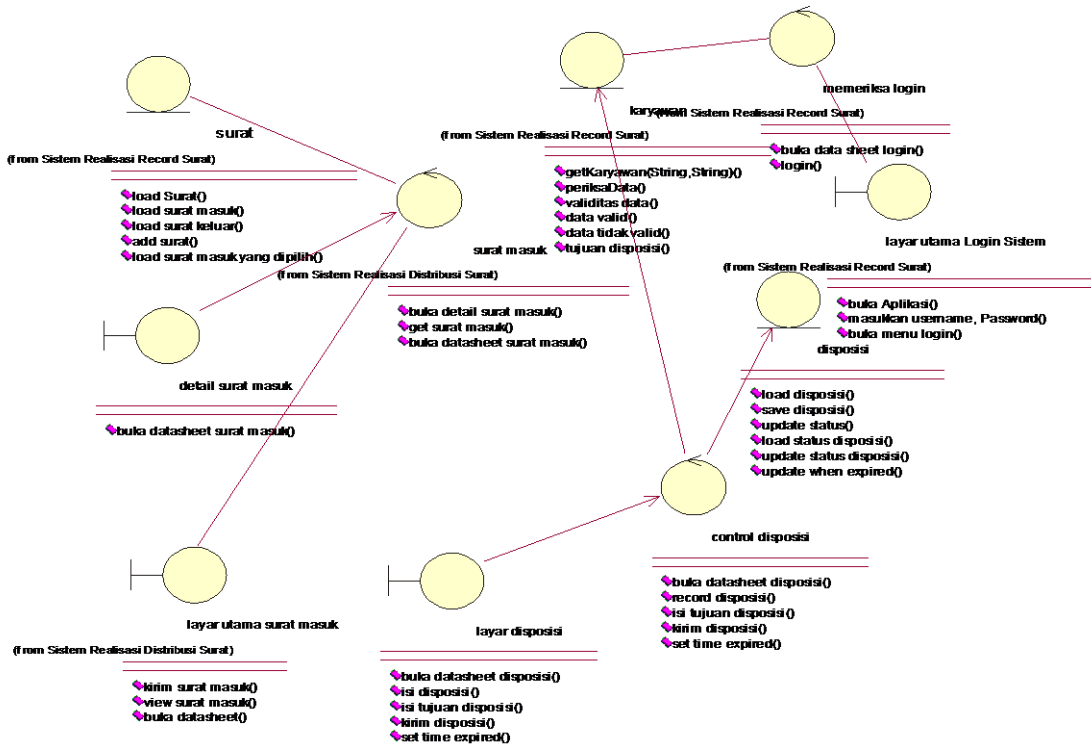 surat
(from Sistem Realisasi Record Surat)
load Surat()
load surat masuk()
load surat keluar()
add surat()
load surat masuk yang dipilih()
surat masuk
(from Sistem Realisasi Distribusi Surat)
buka detail surat masuk()
get surat masuk()
buka datasheet surat masuk()
detail surat masuk
buka datasheet surat masuk()
layar utama surat masuk
(from Sistem Realisasi Distribusi Surat)
kirim surat masuk()
view surat masuk()
buka datasheet()
karyawan
(from Sistem Realisasi Record Surat)
getKaryawan(String,String)()
periksaData()
validitas data()
data valid()
data tidak valid()
tujuan disposisi()
memeriksa login
(from Sistem Realisasi Record Surat)
buka data sheet login()
login()
layar utama Login Sistem
(from Sistem Realisasi Record Surat)
buka Aplikasi()
masukkan username, Password()
buka menu login()
disposisi
load disposisi()
save disposisi()
update status()
load status disposisi()
update status disposisi()
update when expired()
control disposisi
buka datasheet disposisi()
record disposisi()
isi tujuan disposisi()
kirim disposisi()
set time expired()
layar disposisi
buka datasheet disposisi()
isi disposisi()
isi tujuan disposisi()
kirim disposisi()
set time expired()